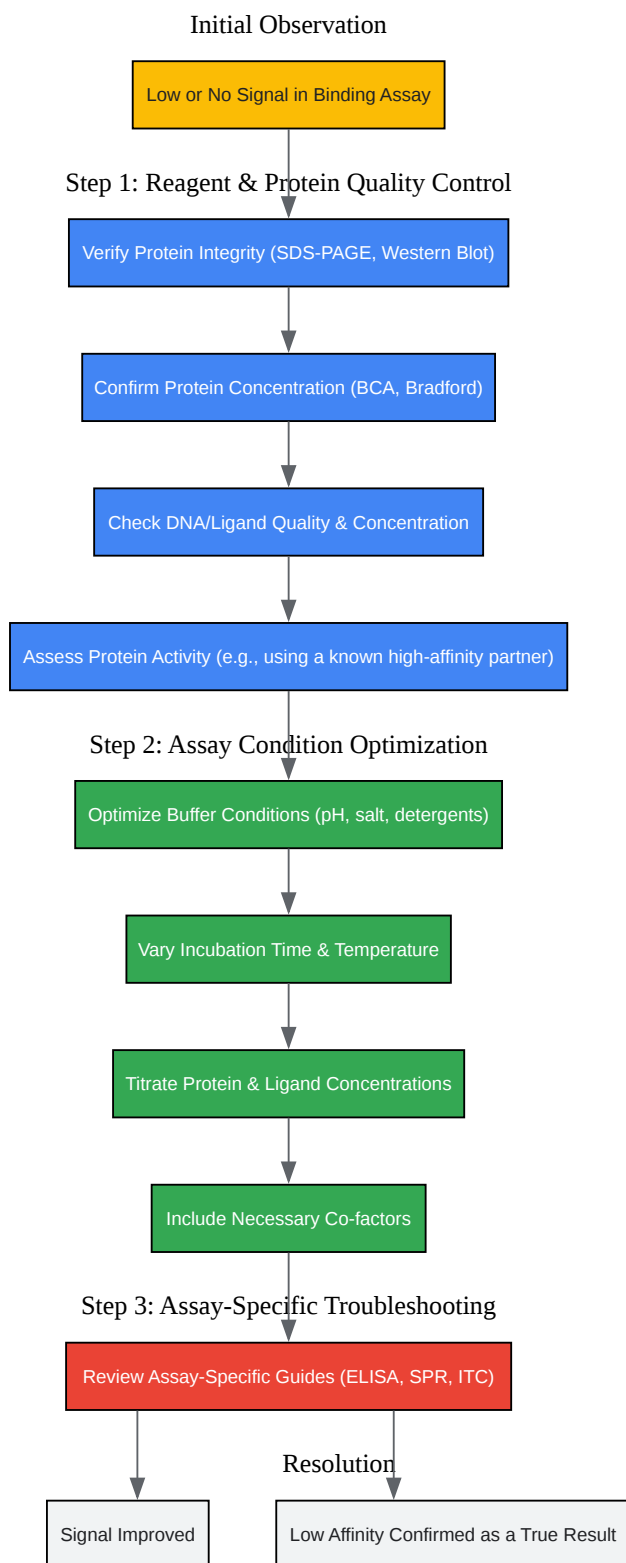 Initial Observation
Low or No Signal in Binding Assay
Step 1: Reagent & Protein Quality Control
Verify Protein Integrity (SDS-PAGE, Western Blot)
Confirm Protein Concentration (BCA, Bradford)
Check DNA/Ligand Quality & Concentration
Assess Protein Activity (e.g., using a known high-affinity partner)
Step 2: Assay Condition Optimization
Optimize Buffer Conditions (pH, salt, detergents)
Vary Incubation Time & Temperature
Titrate Protein & Ligand Concentrations
Include Necessary Co-factors
Step 3: Assay-Specific Troubleshooting
Review Assay-Specific Guides (ELISA, SPR, ITC)
Resolution
Signal Improved
Low Affinity Confirmed as a True Result